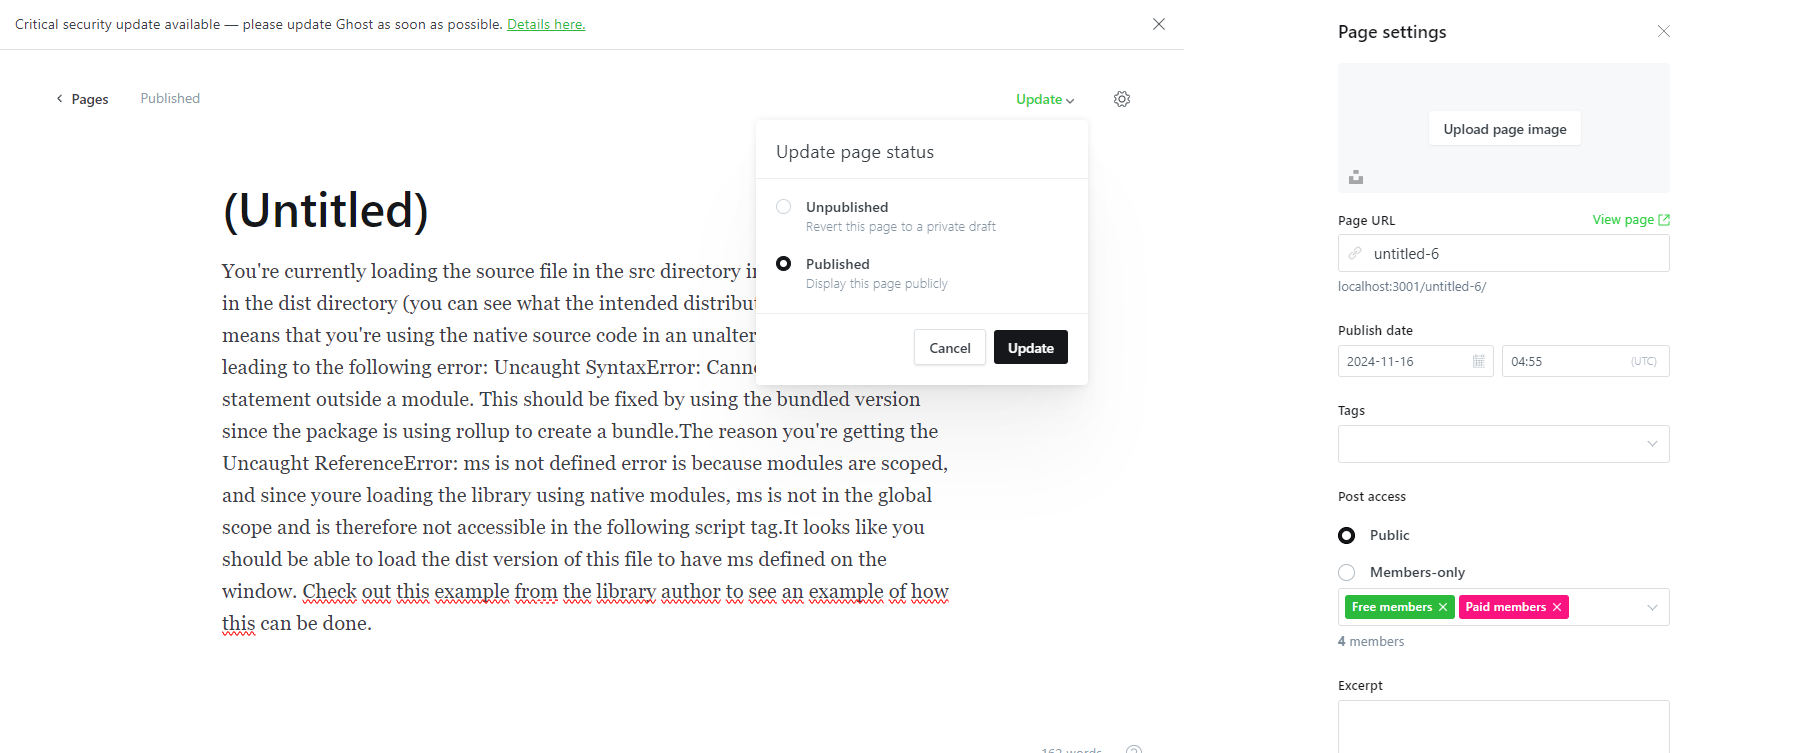 Critical security update available — please update Ghost as soon as possible. Details here.
Pages
Published
Update
Update page status
Unpublished
Revert this page to a private draft
Published
Display this page publicly
Cancel
Update
(Untitled)
You're currently loading the source file in the src directory
in the dist directory (you can see what the intended
means that you're using the native source code in an
leading to the following error: Uncaught SyntaxError:
statement outside a module. This should be fixed by using the bundled version
since the package is using rollup to create a bundle.The reason you're getting the
Uncaught ReferenceError: ms is not defined error is because modules are scoped,
and since youre loading the library using native modules, ms is not in the global
scope and is therefore not accessible in the following script tag.It looks like you
should be able to load the dist version of this file to have ms defined on the
window. Check out this example from the library author to see an example of how
this can be done.
Page settings
Upload page image
Page URL
View page
untitled-6
localhost:3001/untitled-6/
Publish date
2024-11-16
04:55
(UTC)
Tags
Post access
Public
Members-only
Free members
Paid members
4 members
Excerpt